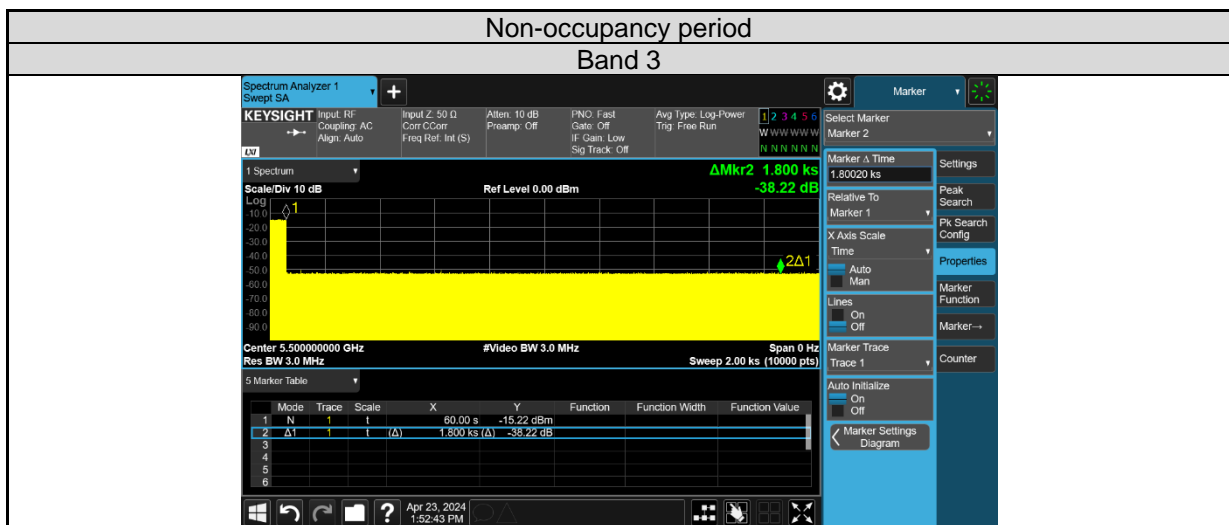 Non-occupancy period
Band 3
Spectrum Analyzer 1
Swept SA
+
Marker
KEYSIGHT
Input: RF
Coupling: AC
Align: Auto
Input Z: 50 Ω
Corr CCorr
Freq Ref: Int (S)
Atten: 10 dB
Preamp: Off
PNO: Fast
Gate: Off
IF Gain: Low
Sig Track: Off
Avg Type: Log-Power
Trig: Free Run
1 2 3 4 5 6
W W W W W W
N N N N N N
LXI
Select Marker
Marker 2
1 Spectrum
ΔMkr2 1.800 ks
-38.22 dB
Scale/Div 10 dB
Ref Level 0.00 dBm
Log
-10.0
-20.0
-30.0
-40.0
-50.0
-60.0
-70.0
-80.0
-90.0
1
2Δ1
Center 5.500000000 GHz
#Video BW 3.0 MHz
Span 0 Hz
Res BW 3.0 MHz
Sweep 2.00 ks (10000 pts)
Marker Δ Time
1.80020 ks
Relative To
Marker 1
X Axis Scale
Time
Auto
Man
Lines
On
Off
Marker Trace
Trace 1
Auto Initialize
On
Off
Marker Settings
Diagram
Settings
Peak
Search
Pk Search
Config
Properties
Marker
Function
Marker→
Counter
5 Marker Table
Mode Trace Scale X Y Function Function Width Function Value
1 N 1 t 60.00 s -15.22 dBm
2 Δ1 1 t (Δ) 1.800 ks (Δ) -38.22 dB
3
4
5
6
?
Apr 23, 2024
1:52:43 PM